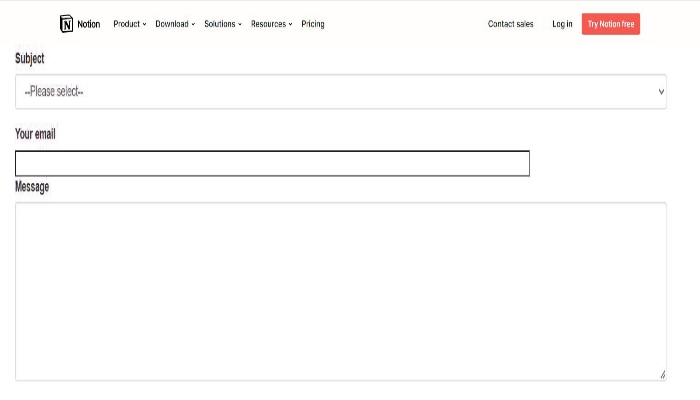 Notion Product Download Solutions Resources Pricing Contact sales Log in Try Notion free
Subject
--Please select--
Your email
Message